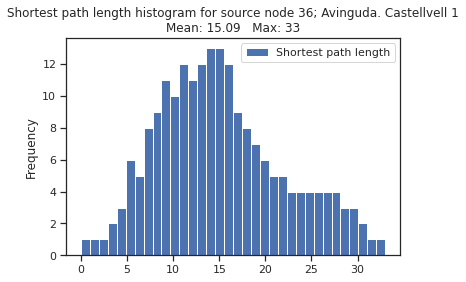 Shortest path length histogram for source node 36; Avinguda. Castellvell 1
Mean: 15.09   Max: 33
Shortest path length
Frequency
12
10
8
6
4
2
0
0 5 10 15 20 25 30